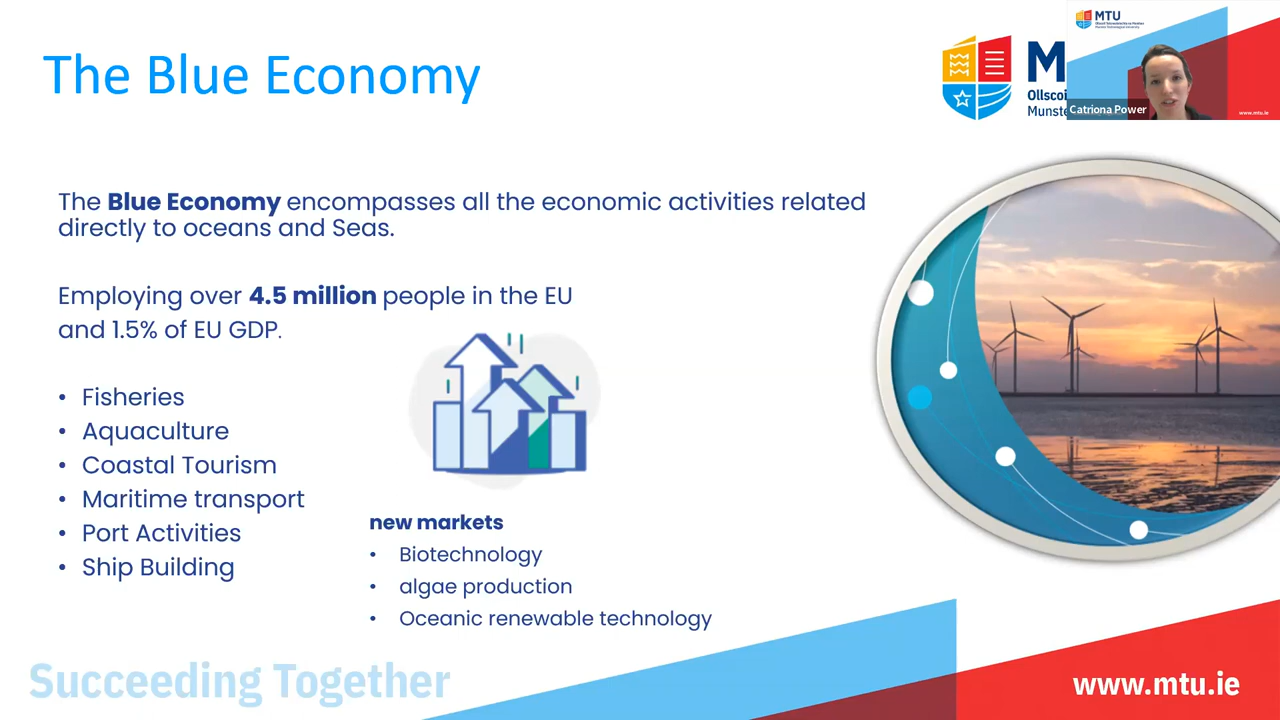 The Blue Economy
M
Ollscoi
Munste
MTU
Catriona Power
www.mtu.ie
The Blue Economy encompasses all the economic activities related
directly to oceans and Seas.
Employing over 4.5 million people in the EU
and 1.5% of EU GDP.
• Fisheries
• Aquaculture
• Coastal Tourism
• Maritime transport
• Port Activities
• Ship Building
new markets
• Biotechnology
• algae production
• Oceanic renewable technology
Succeeding Together
www.mtu.ie